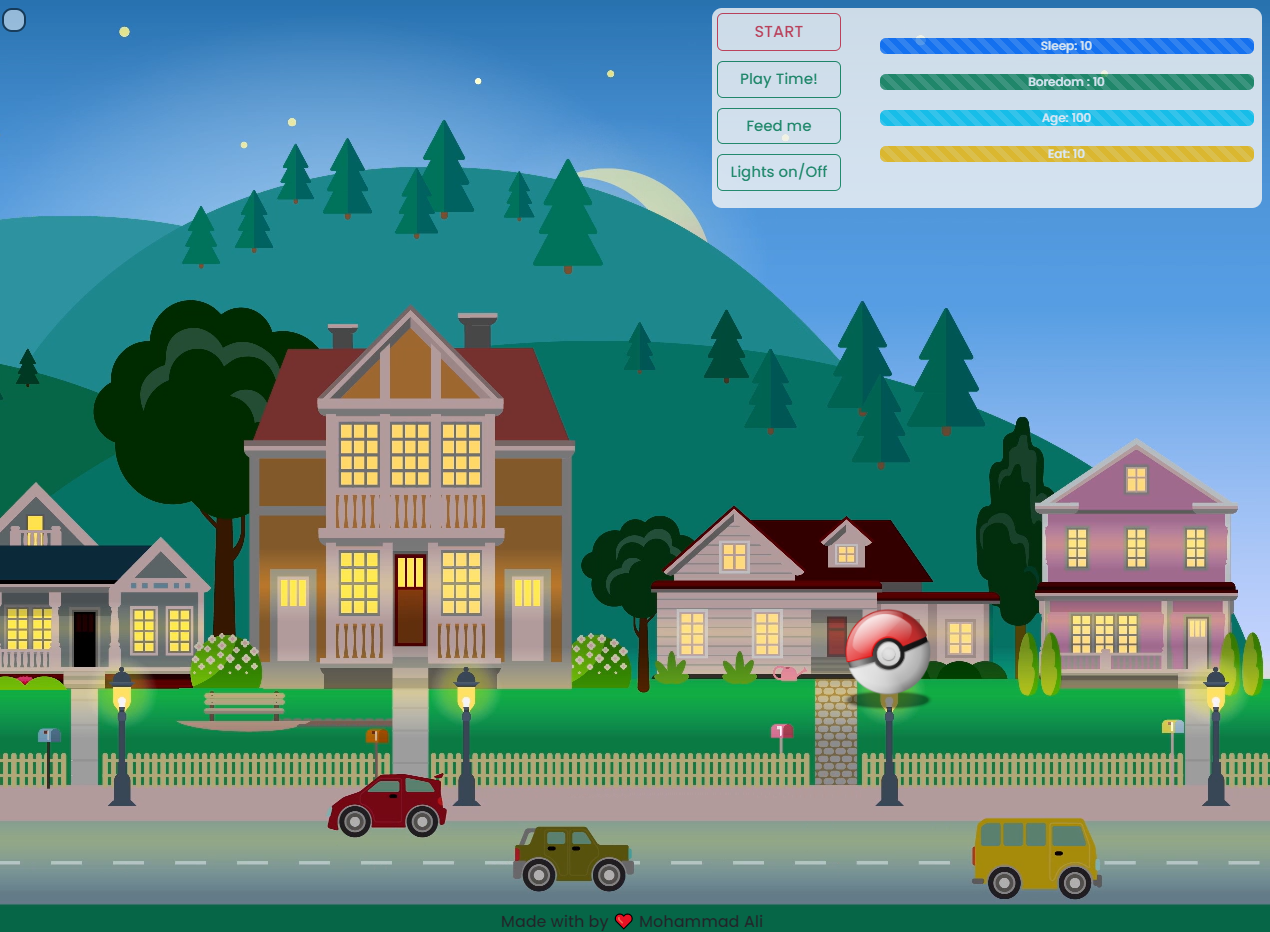 START
Play Time!
Feed me
Lights on/Off
Sleep: 10
Boredom : 10
Age: 100
Eat: 10
Made with by ❤️ Mohammad Ali